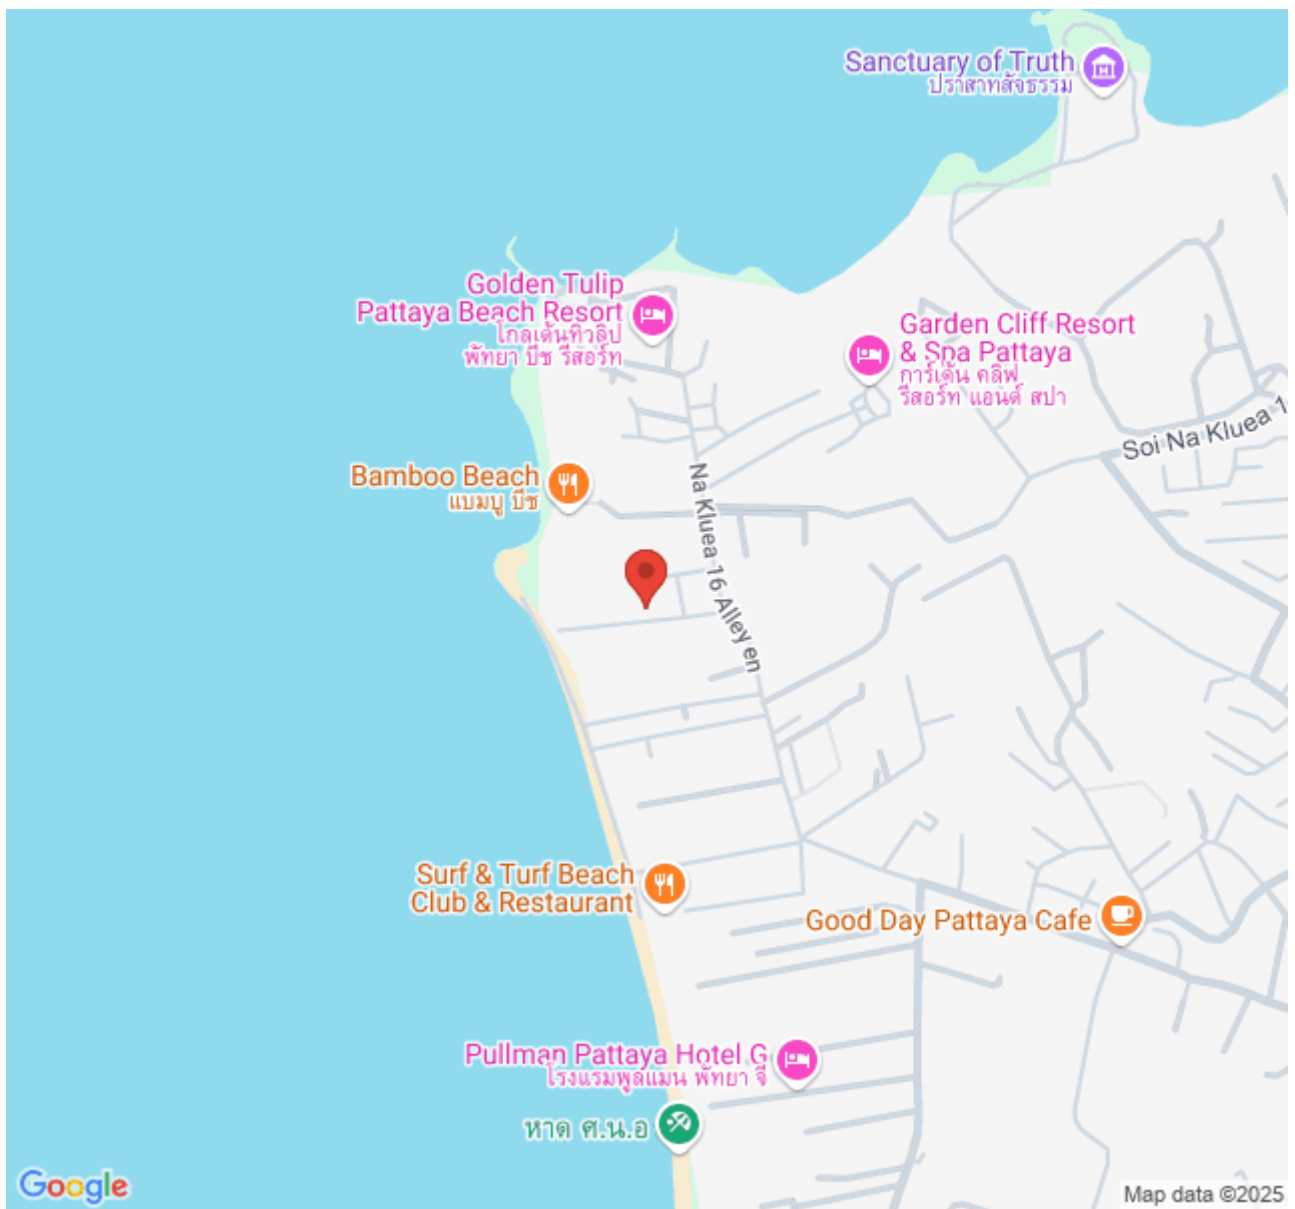 Sanctuary of Truth
ปราสาทสัจธรรม
Golden Tulip
Pattaya Beach Resort
โกลเด้นทิวลิป
พัทยา บีช รีสอร์ท
Garden Cliff Resort
& Spa Pattaya
การ์เด้น คลิฟ
รีสอร์ท แอนด์ สปา
Soi Na Kluea 1
Bamboo Beach
แบมบู บีช
Na Kluea 16 Alley en
Surf & Turf Beach
Club & Restaurant
Good Day Pattaya Cafe
Pullman Pattaya Hotel G
โรงแรมพูลแมน พัทยา จี
หาด ศ.น.อ
Google
Map data ©2025